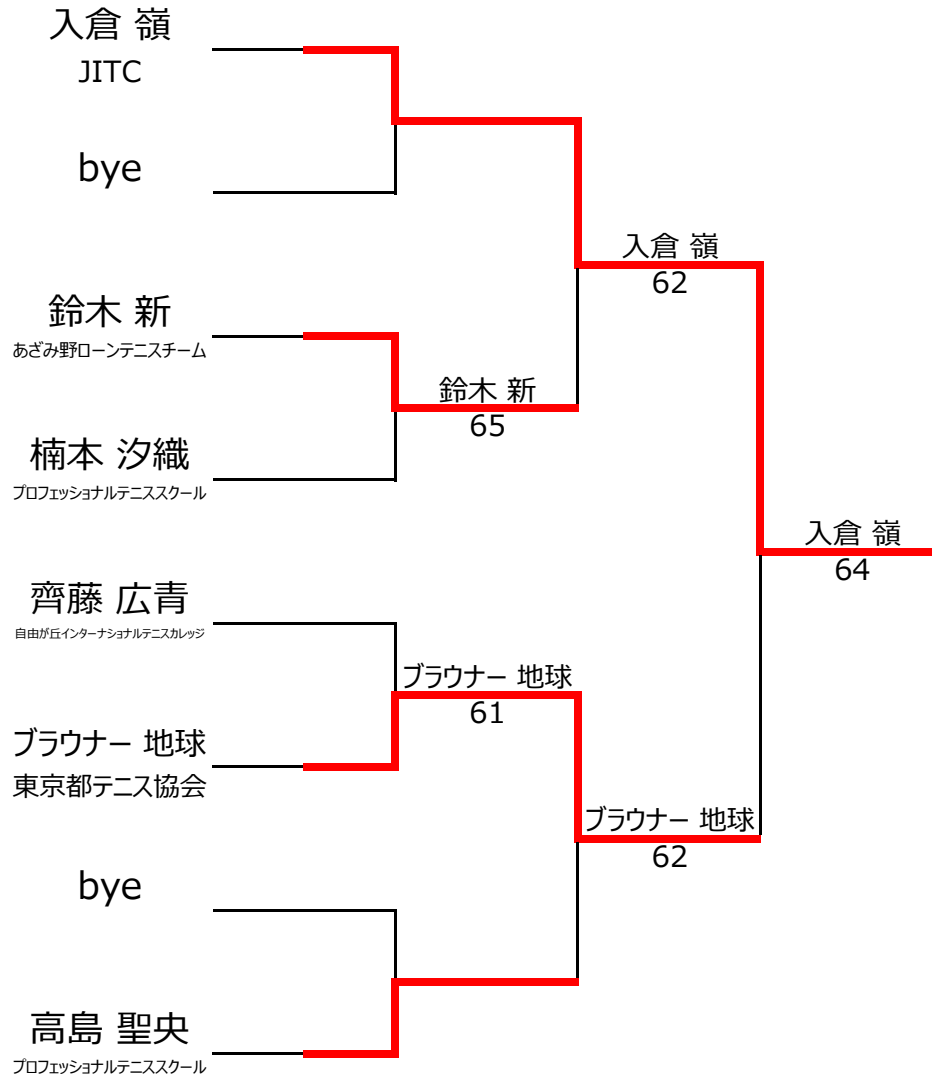 入倉 嶺
JITC
bye
鈴木 新
あざみ野ローンテニスチーム
楠本 汐織
プロフェッショナルテニススクール
齊藤 広青
自由が丘インターナショナルテニスカレッジ
ブラウナー 地球
東京都テニス協会
bye
高島 聖央
プロフェッショナルテニススクール
鈴木 新
65
ブラウナー 地球
61
入倉 嶺
62
ブラウナー 地球
62
入倉 嶺
64